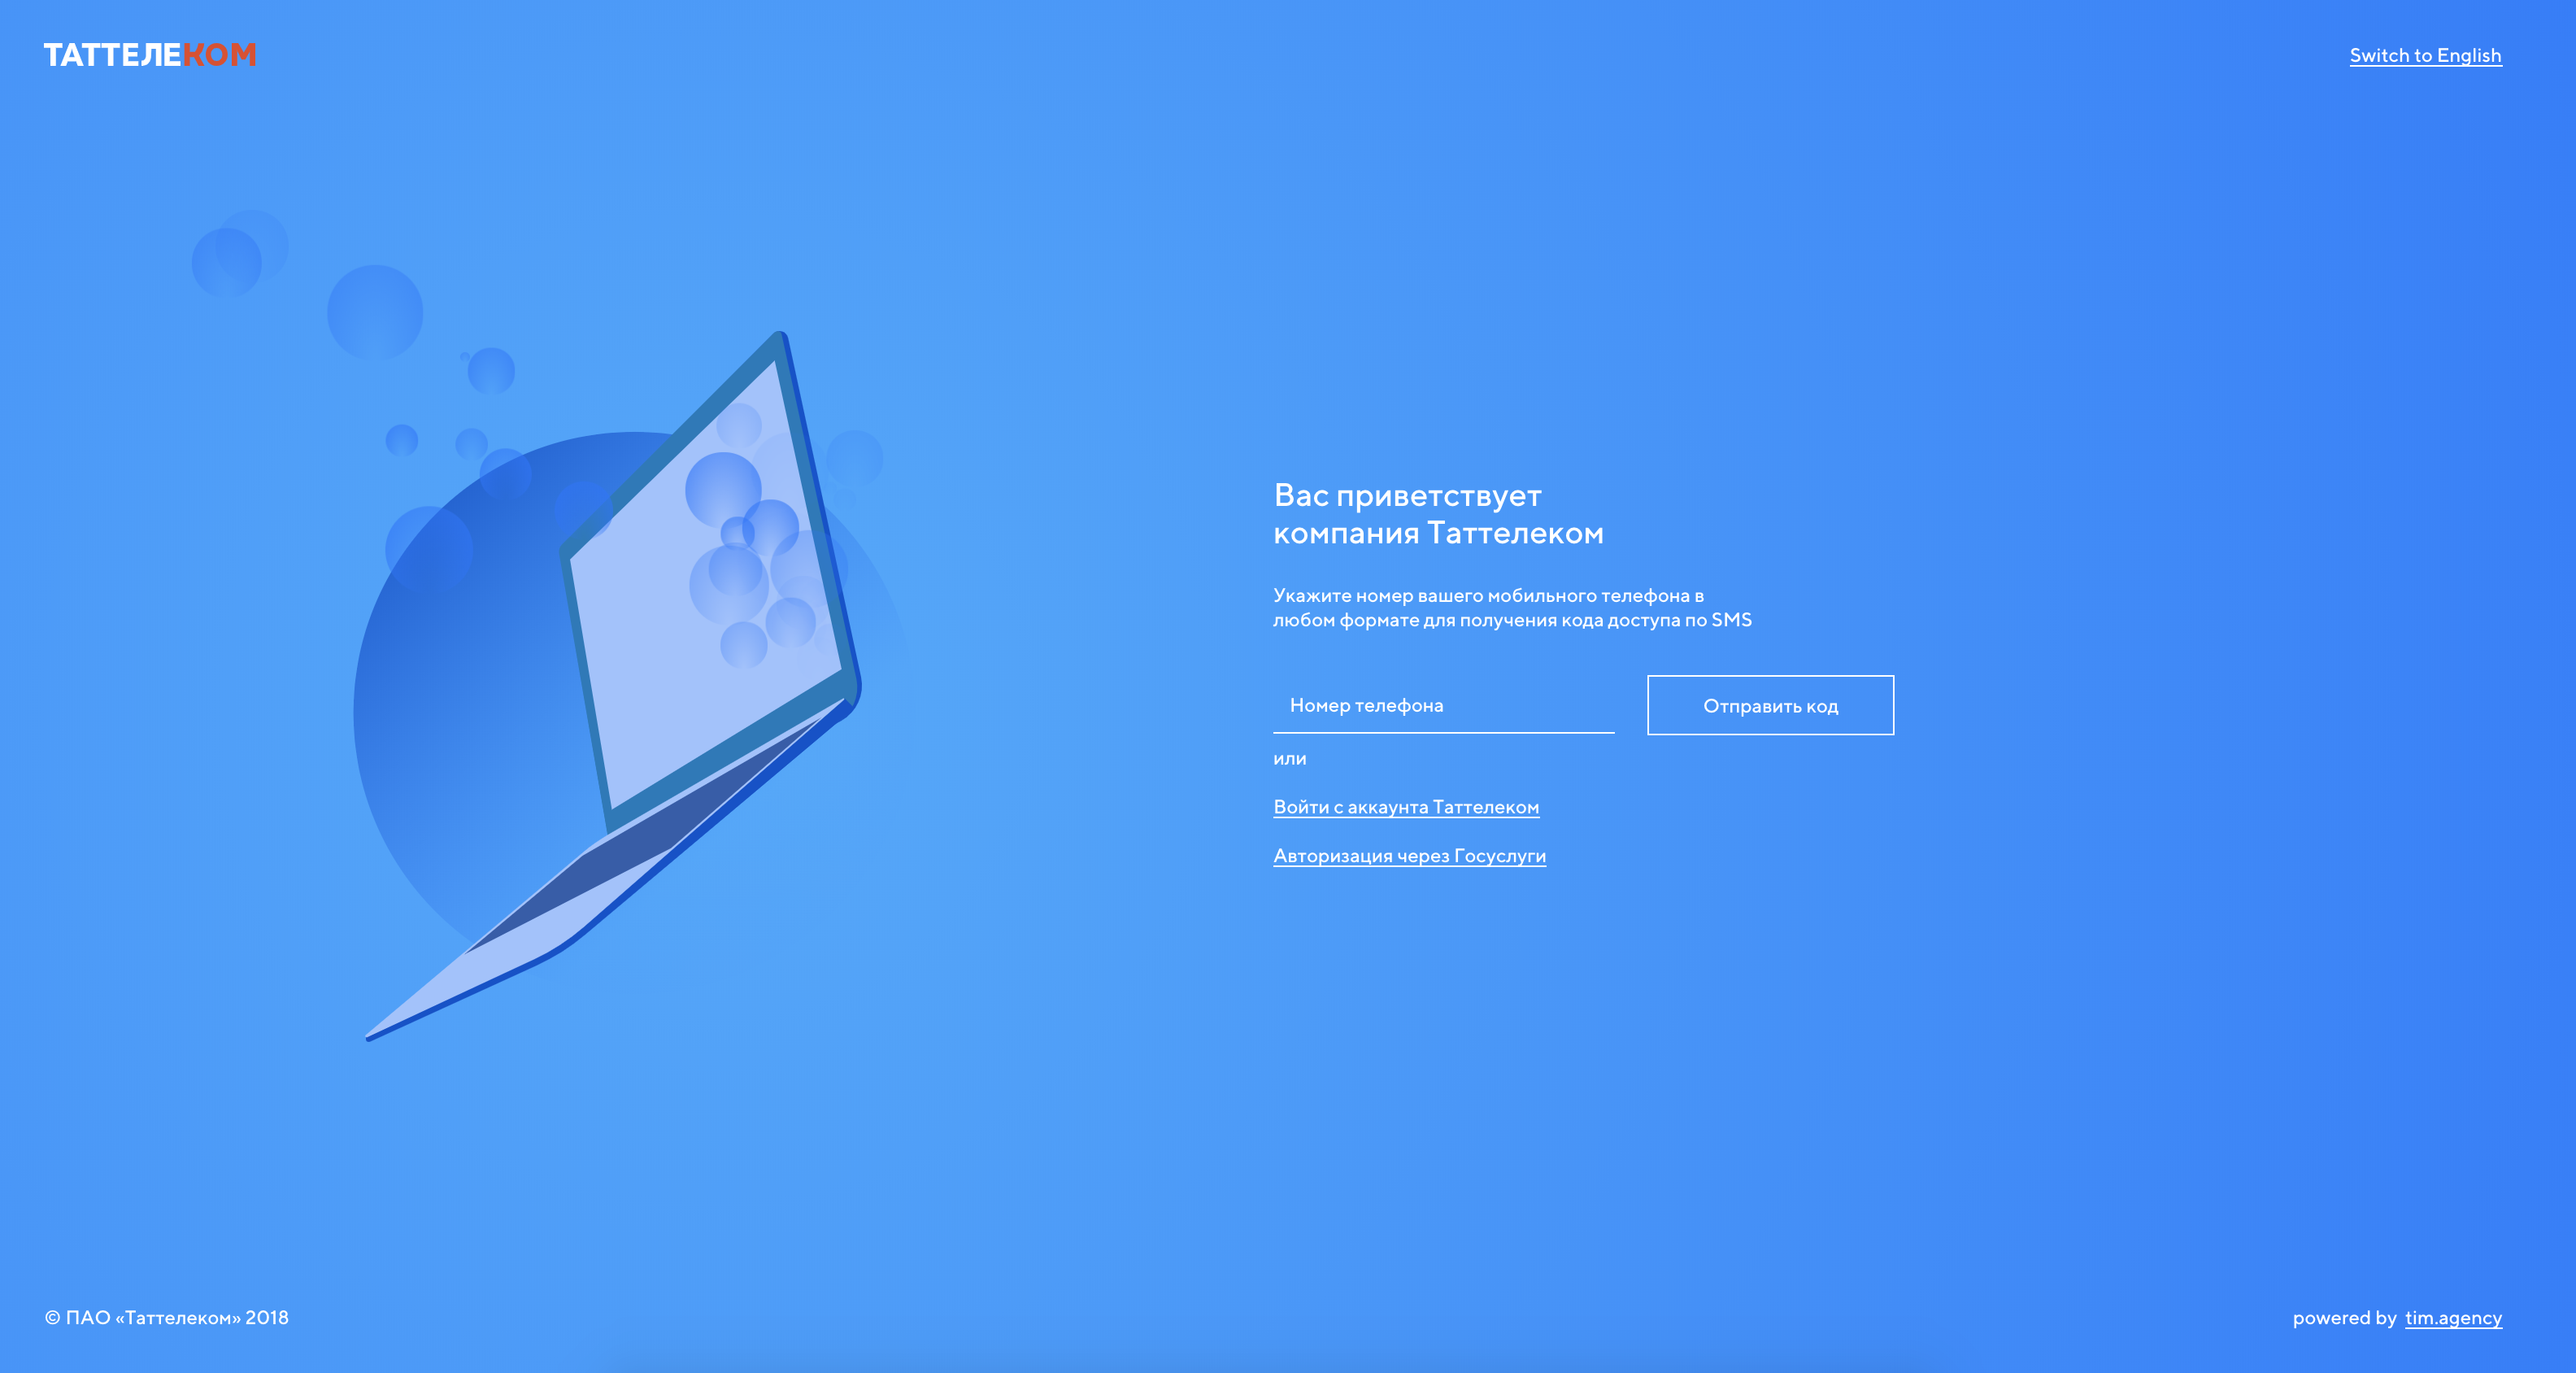 ТАТТЕЛЕКОМ
Switch to English
Вас приветствует
компания Таттелеком
Укажите номер вашего мобильного телефона в
любом формате для получения кода доступа по SMS
Номер телефона
Отправить код
или
Войти с аккаунта Таттелеком
Авторизация через Госуслуги
© ПАО «Таттелеком» 2018
powered by tim.agency